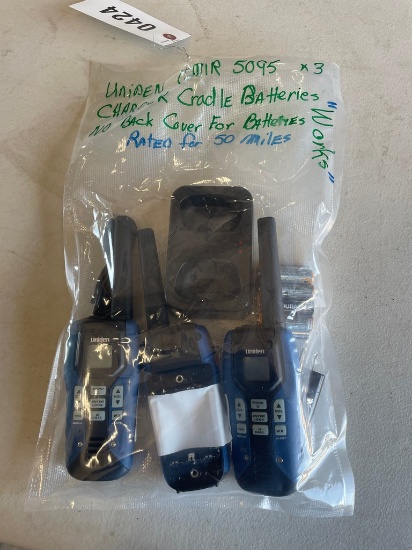 0424
UNIDEN GMR 5095 x3
CHARGER Cradle Batteries
No Back Cover For Batteries
Rated for 50 miles
"Works"
Uniden
Uniden